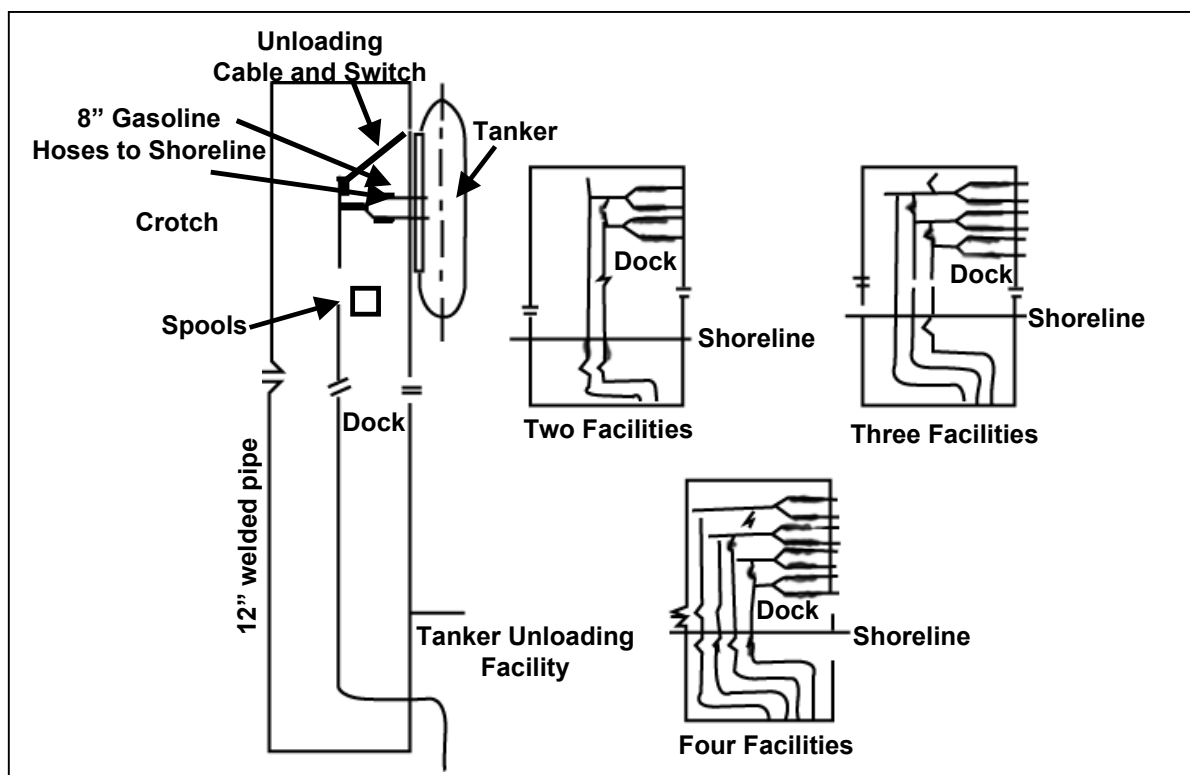 Unloading
Cable and Switch
8” Gasoline
Hoses to Shoreline
Tanker
Crotch
Spools
Dock
12” welded pipe
Tanker Unloading
Facility
Dock
Shoreline
Two Facilities
Dock
Shoreline
Three Facilities
Dock
Shoreline
Four Facilities